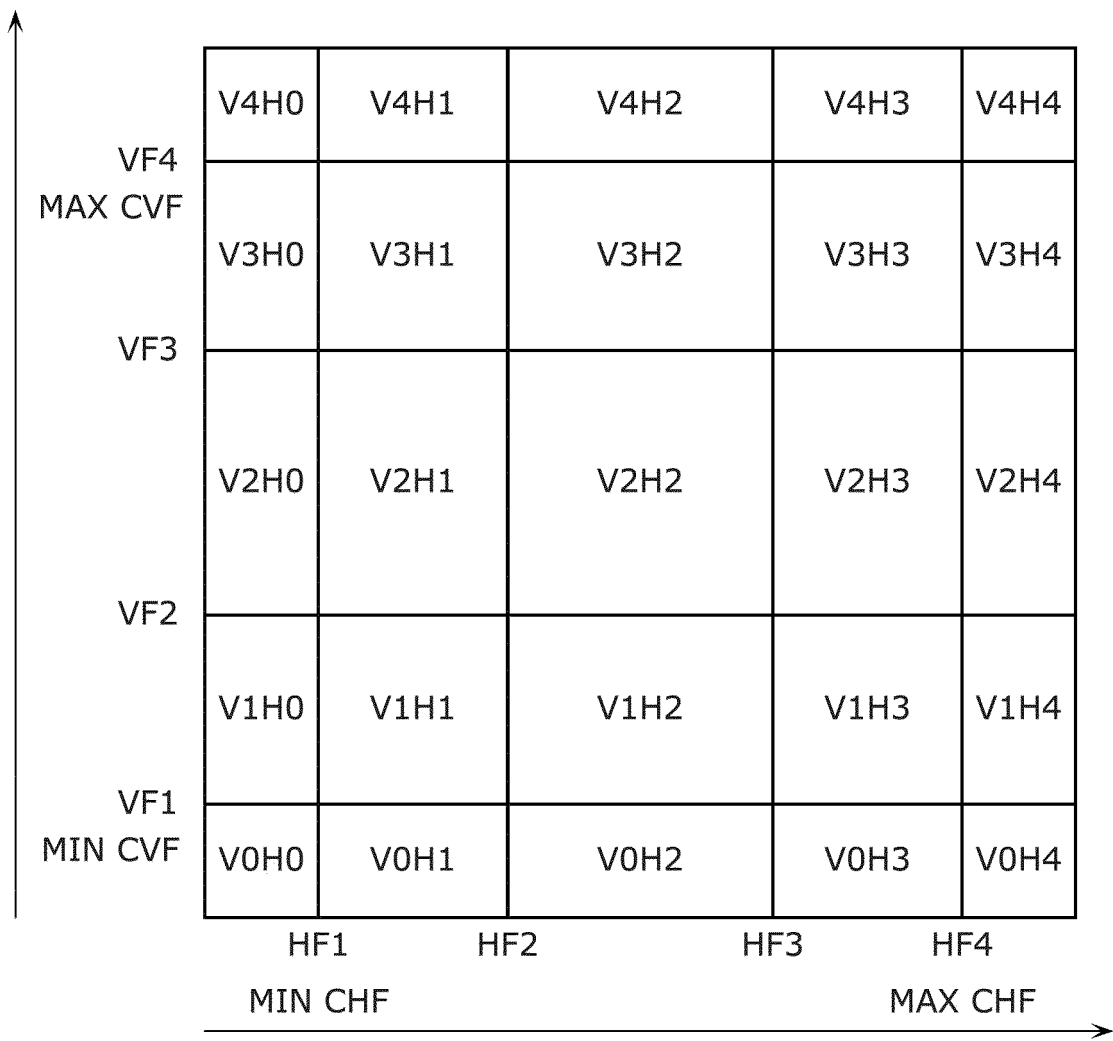 V4H0 V4H1 V4H2 V4H3 V4H4
VF4
MAX CVF
V3H0 V3H1 V3H2 V3H3 V3H4
VF3
V2H0 V2H1 V2H2 V2H3 V2H4
VF2
V1H0 V1H1 V1H2 V1H3 V1H4
VF1
MIN CVF
V0H0 V0H1 V0H2 V0H3 V0H4
HF1 HF2 HF3 HF4
MIN CHF MAX CHF